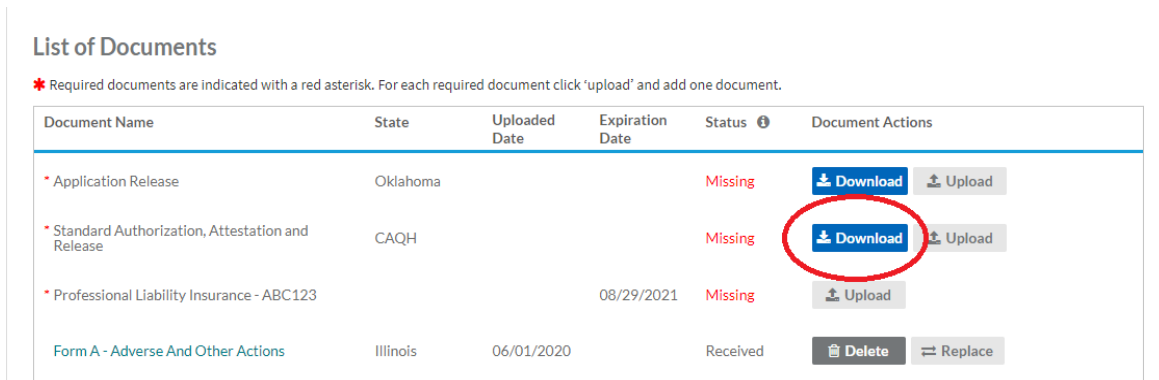 List of Documents
* Required documents are indicated with a red asterisk. For each required document click ‘upload’ and add one document.
Document Name State Uploaded Date Expiration Date Status Document Actions
* Application Release Oklahoma Missing Download Upload
* Standard Authorization, Attestation and Release CAQH Missing Download Upload
* Professional Liability Insurance - ABC123 08/29/2021 Missing Upload
Form A - Adverse And Other Actions Illinois 06/01/2020 Received Delete Replace